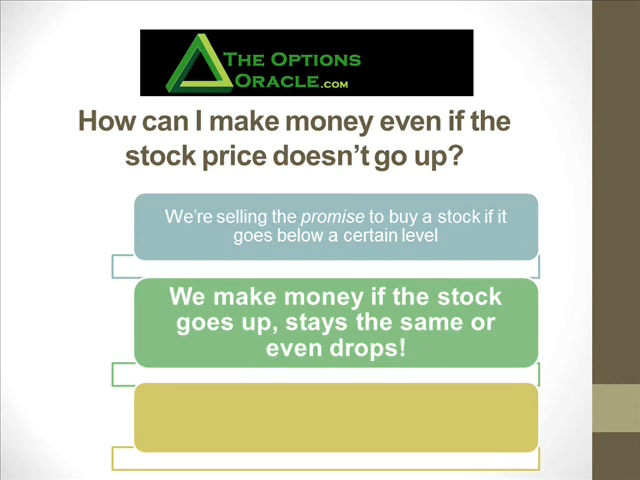 THE OPTIONS
ORACLE.COM
How can I make money even if the
stock price doesn't go up?
We're selling the promise to buy a stock if it
goes below a certain level
We make money if the stock
goes up, stays the same or
even drops!